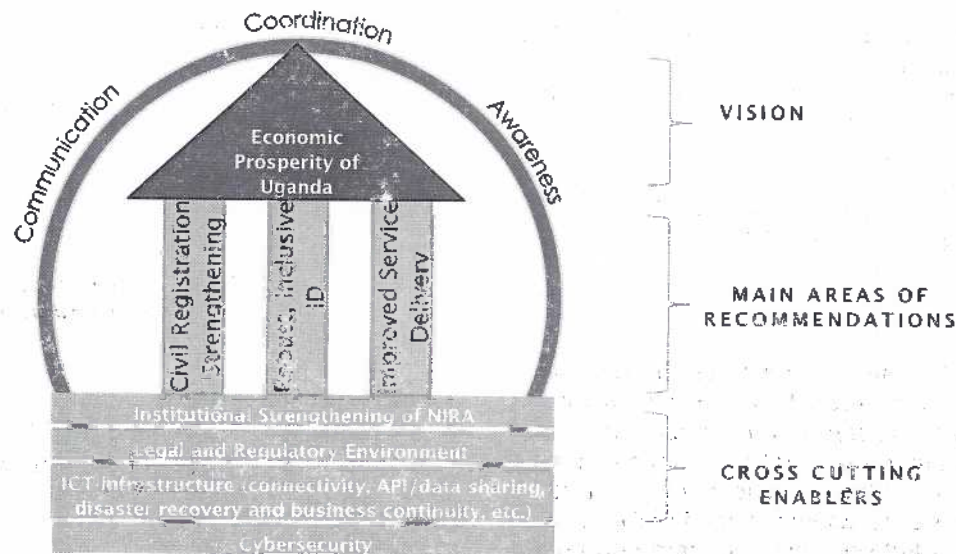 Coordination
Communication
Awareness
Economic
Prosperity of
Uganda
VISION
Civil Registration
Strengthening
Robust, Inclusive
ID
Improved Service
Delivery
MAIN AREAS OF
RECOMMENDATIONS
Institutional Strengthening of NIRA
Legal and Regulatory Environment
ICT Infrastructure (connectivity, API/data sharing,
disaster recovery and business continuity, etc.)
Cybersecurity
CROSS CUTTING
ENABLERS